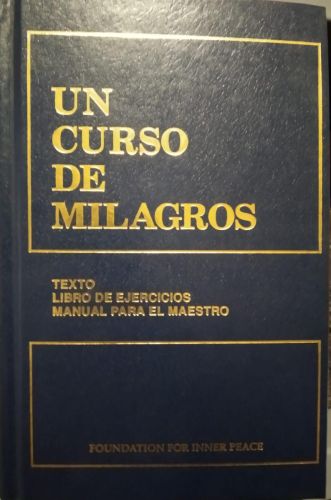 UN
CURSO
DE
MILAGROS
TEXTO
LIBRO DE EJERCICIOS
MANUAL PARA EL MAESTRO
FOUNDATION FOR INNER PEACE